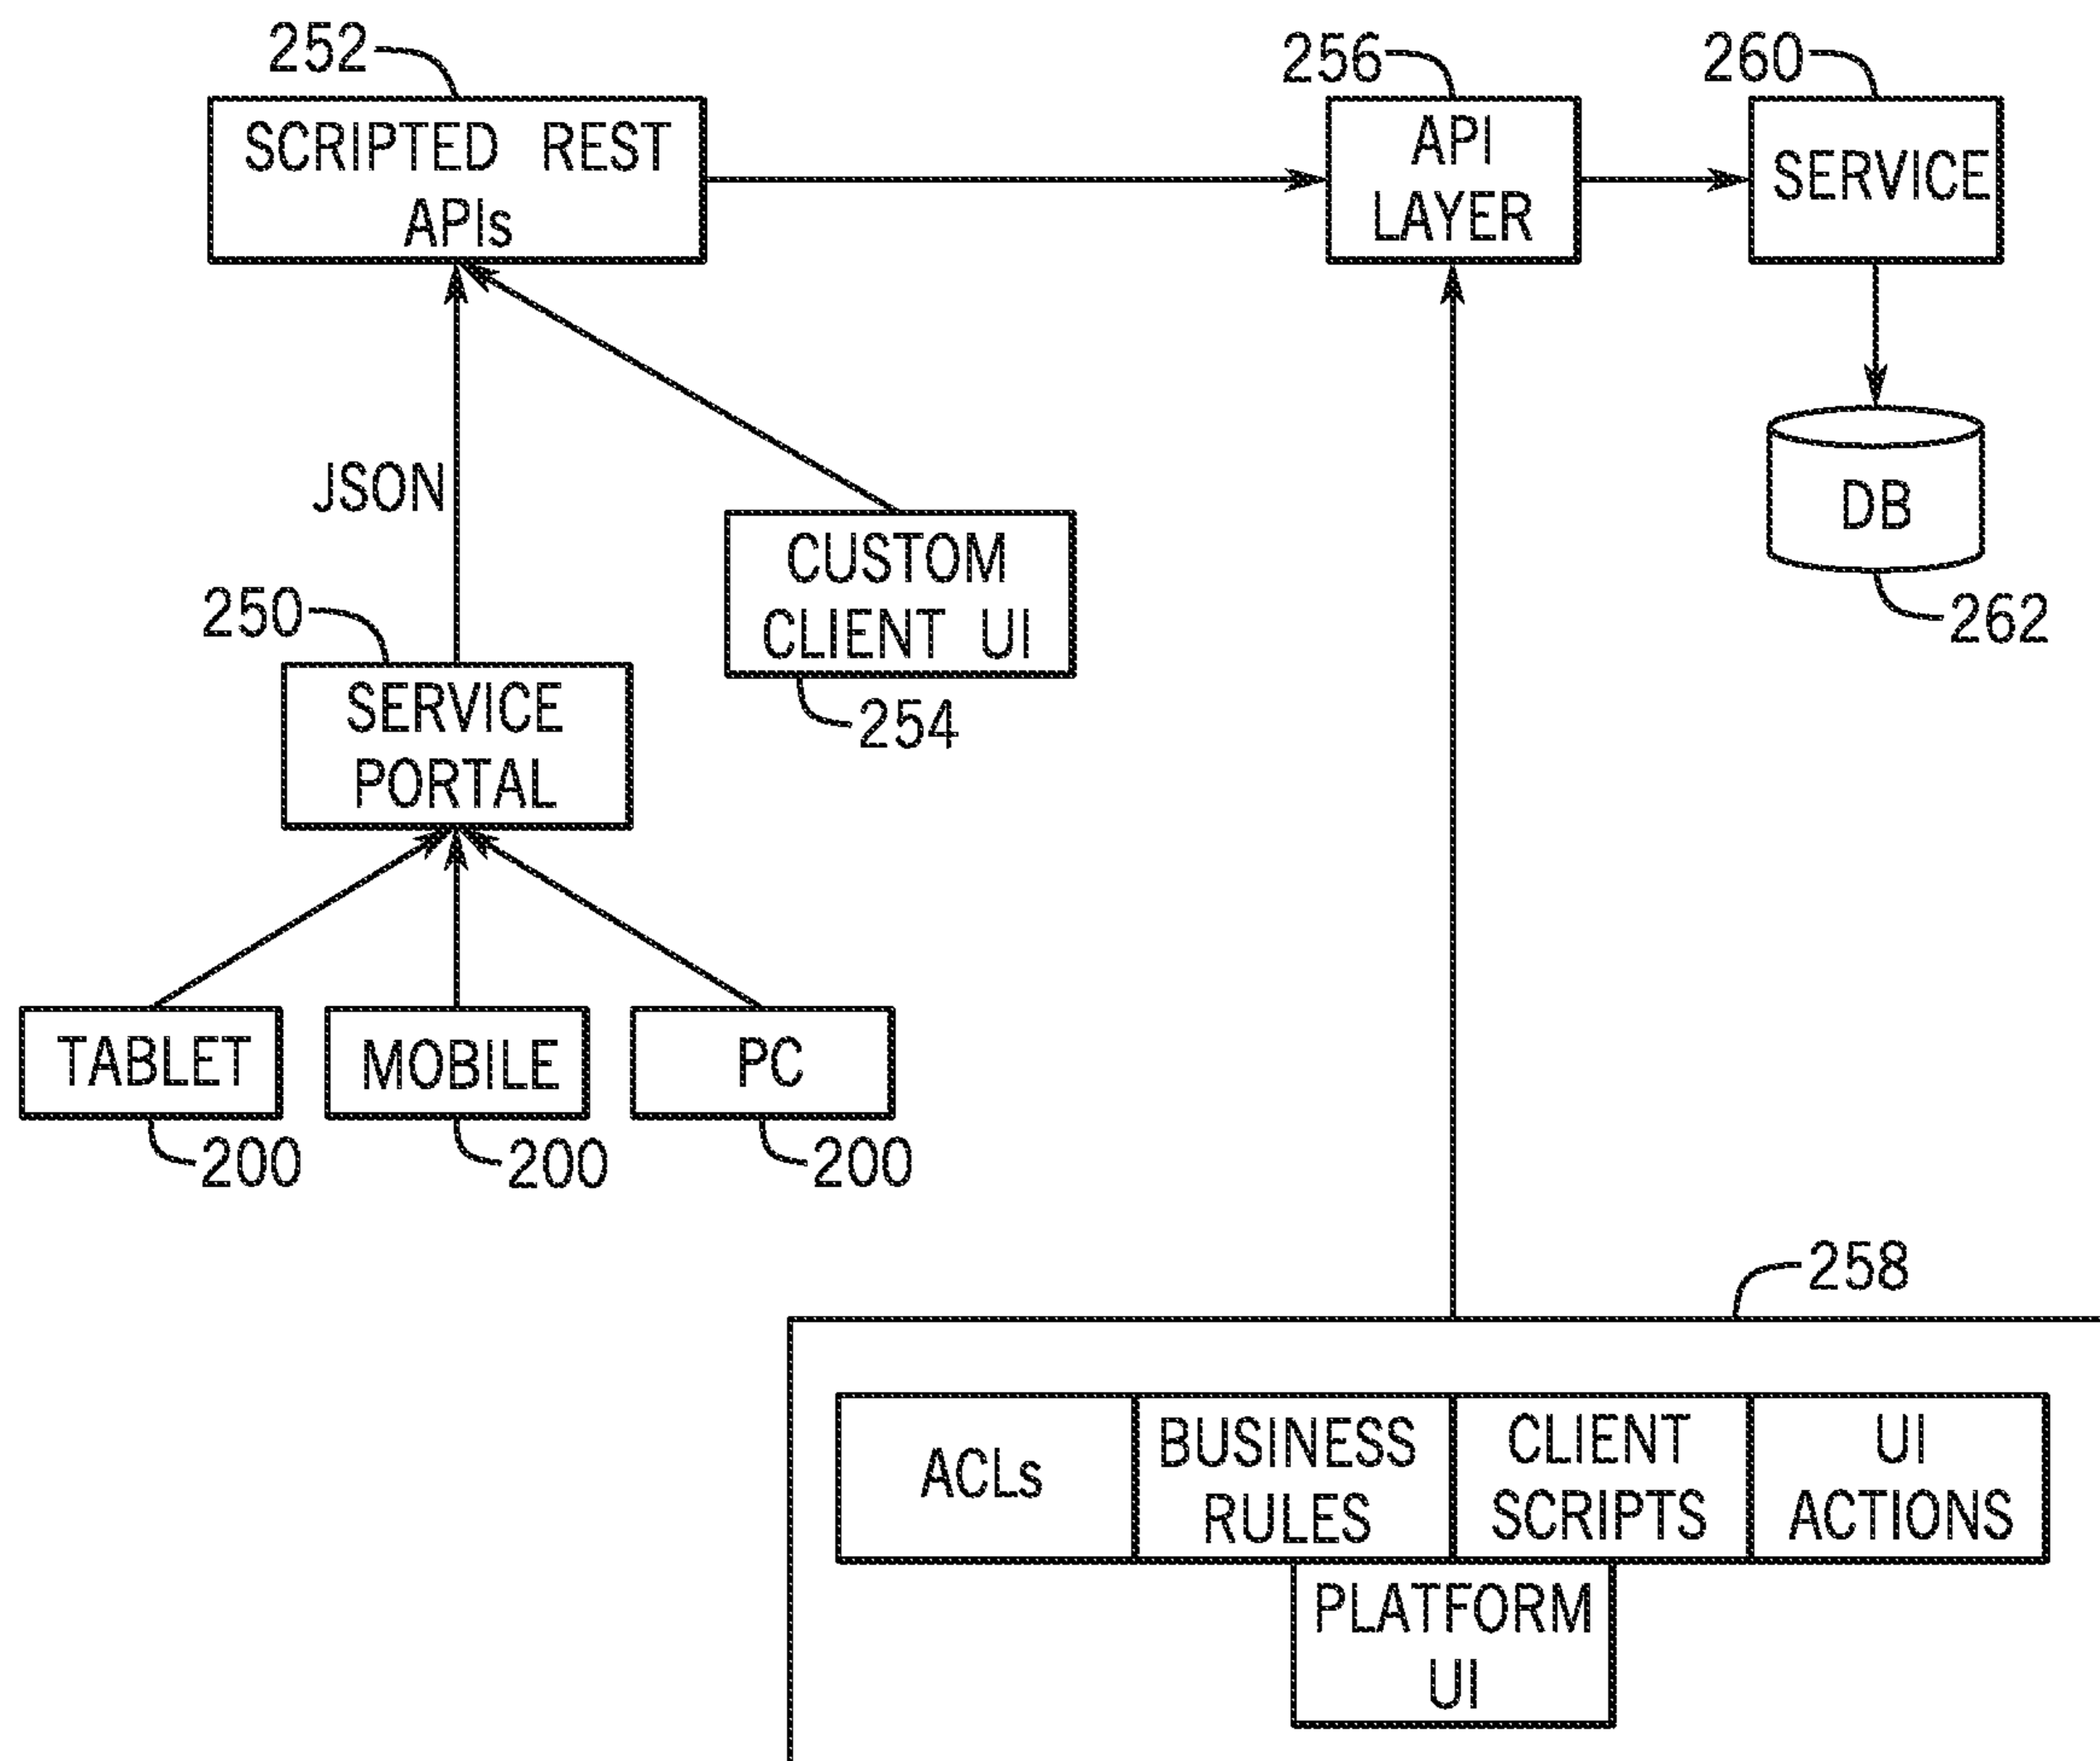 252
256
260
SCRIPTED REST
APIs
API
LAYER
SERVICE
JSON
DB
CUSTOM
CLIENT UI
250
262
254
SERVICE
PORTAL
TABLET
MOBILE
PC
200
200
200
258
ACLs
BUSINESS
RULES
CLIENT
SCRIPTS
UI
ACTIONS
PLATFORM
UI